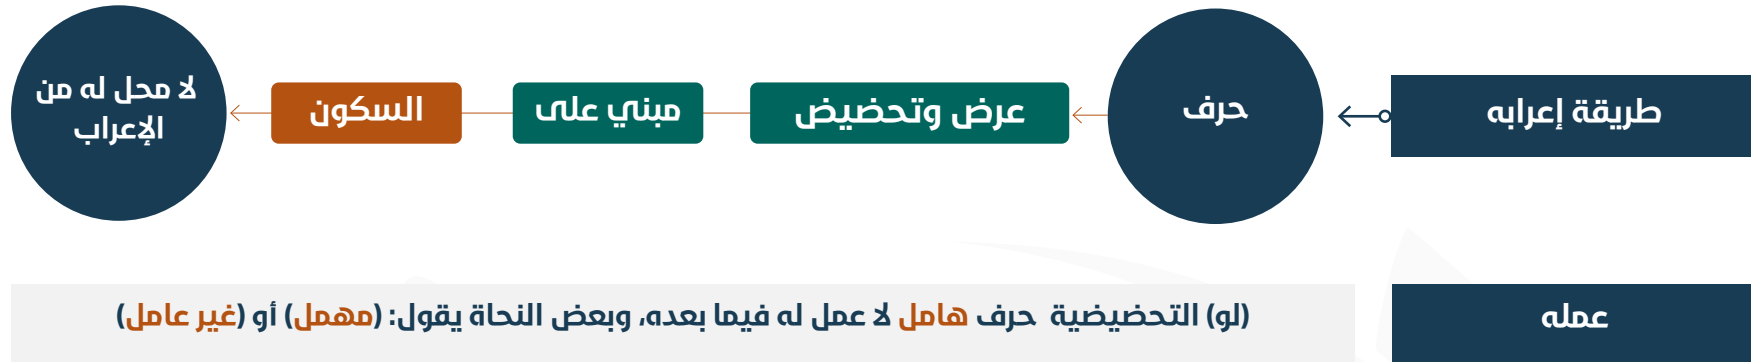 طريقة إعرابه
حرف
عرض وتحضيض
مبني على
السكون
لا محل له من
الإعراب
عمله
(لو) التحضيضية حرف هامل لا عمل له فيما بعده، وبعض النحاة يقول: (مهمل) أو (غير عامل)